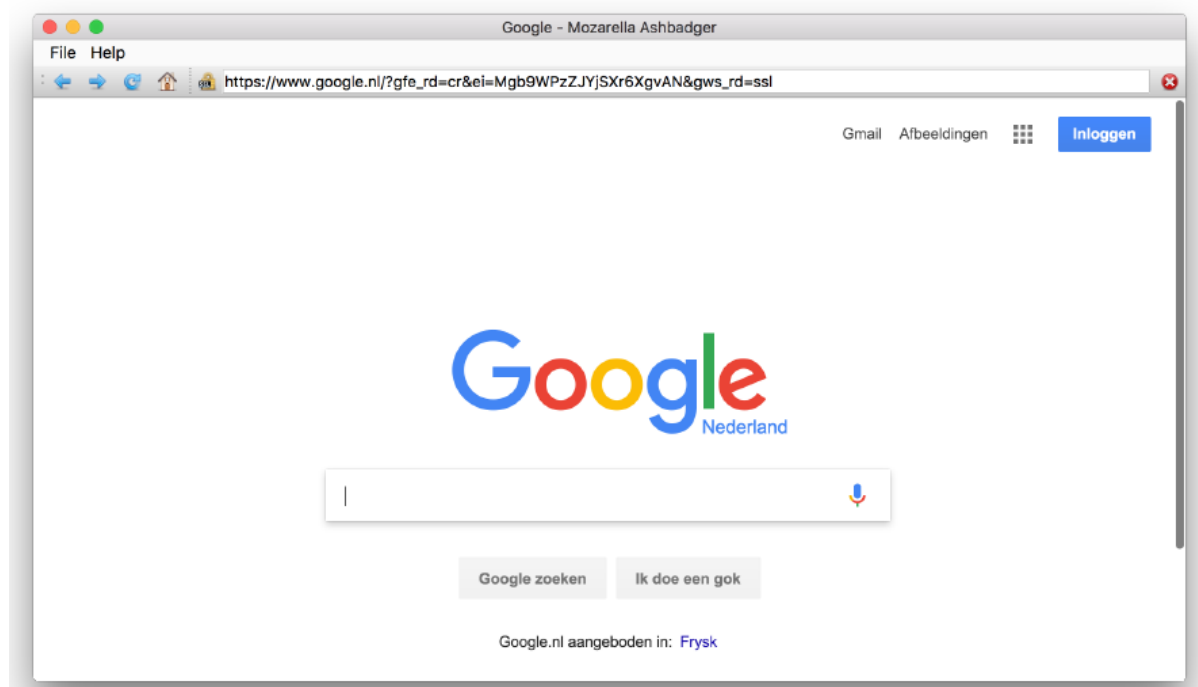 Google - Mozarella Ashbadger
File Help
https://www.google.nl/?gfe_rd=cr&ei=Mgb9WPzZJYjSXr6XgvAN&gws_rd=ssl
Gmail Afbeeldingen Inloggen
Google
Nederland
Google zoeken Ik doe een gok
Google.nl aangeboden in: Frysk